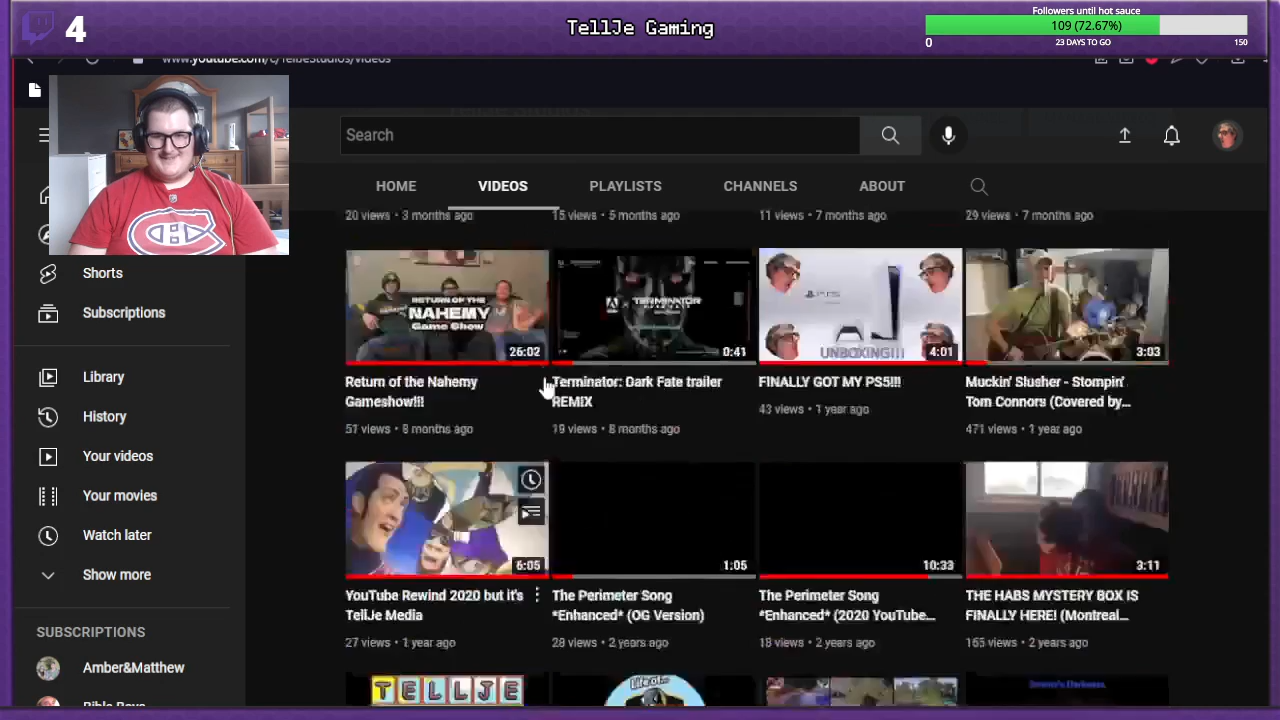 4
TellJe Gaming
Followers until hot sauce
109 (72.67%)
0
23 DAYS TO GO
150
Search
HOME
VIDEOS
PLAYLISTS
CHANNELS
ABOUT
20 views • 3 months ago
15 views • 5 months ago
11 views • 7 months ago
29 views • 7 months ago
Shorts
Subscriptions
Library
History
Your videos
Your movies
Watch later
Show more
SUBSCRIPTIONS
Amber&Matthew
RETURN OF THE
NAHEMY
Game Show
26:02
Return of the Nahemy
Gameshow!!!
51 views • 8 months ago
TERMINATOR
0:41
Terminator: Dark Fate trailer
REMIX
19 views • 8 months ago
PS5
UNBOXING!!!
4:01
FINALLY GOT MY PS5!!!
43 views • 1 year ago
3:03
Muckin' Slusher - Stompin'
Tom Connors (Covered by...
471 views • 1 year ago
6:05
YouTube Rewind 2020 but it's
TellJe Media
27 views • 1 year ago
1:05
The Perimeter Song
*Enhanced* (OG Version)
28 views • 2 years ago
10:33
The Perimeter Song
*Enhanced* (2020 YouTube...
18 views • 2 years ago
3:11
THE HABS MYSTERY BOX IS
FINALLY HERE! (Montreal...
165 views • 2 years ago
TELLJE